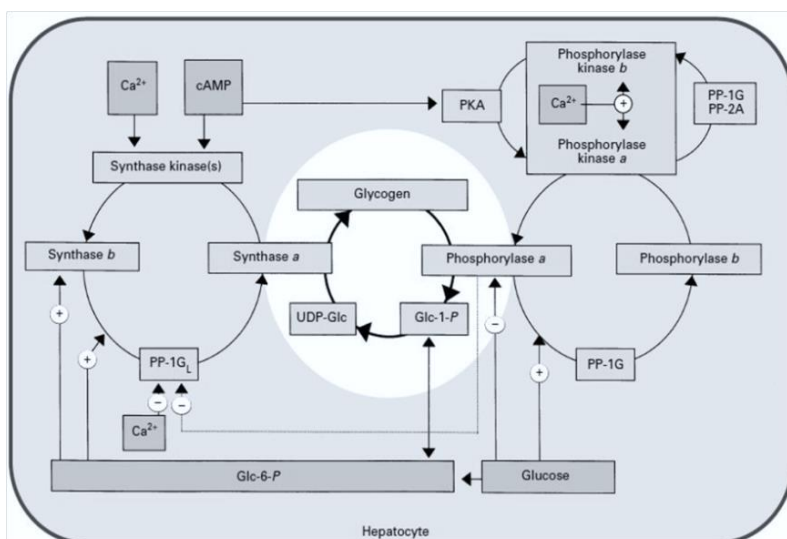 Ca2+
cAMP
Synthase kinase(s)
PKA
Phosphorylase
kinase b
Ca2+
+
Phosphorylase
kinase a
PP-1G
PP-2A
Glycogen
Synthase b
Synthase a
Phosphorylase a
Phosphorylase b
UDP-Glc
Glc-1-P
+
+
−
+
PP-1GL
PP-1G
−
−
Ca2+
Glc-6-P
Glucose
Hepatocyte